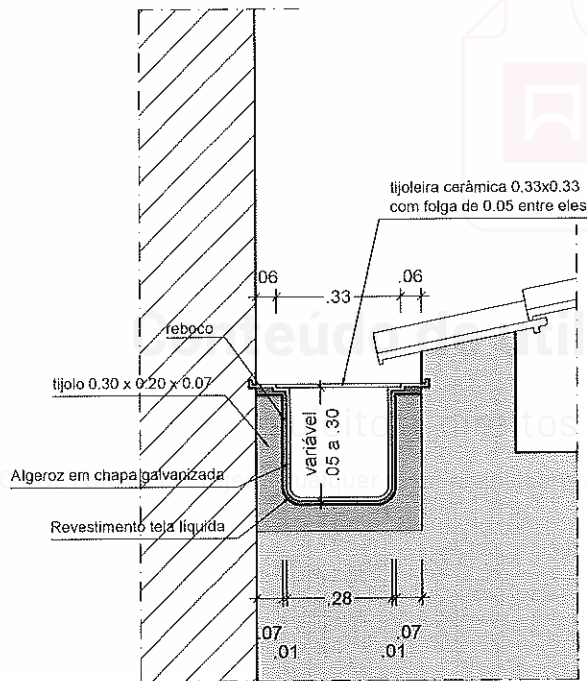 tijoleira cerâmica 0.33x0.33
com folga de 0.05 entre eles
.06
.33
.06
reboco
tijolo 0.30 x 0.20 x 0.07
variável
.05 a .30
Algeroz em chapa galvanizada
Revestimento tela líquida
.28
.07
.01
.07
.01